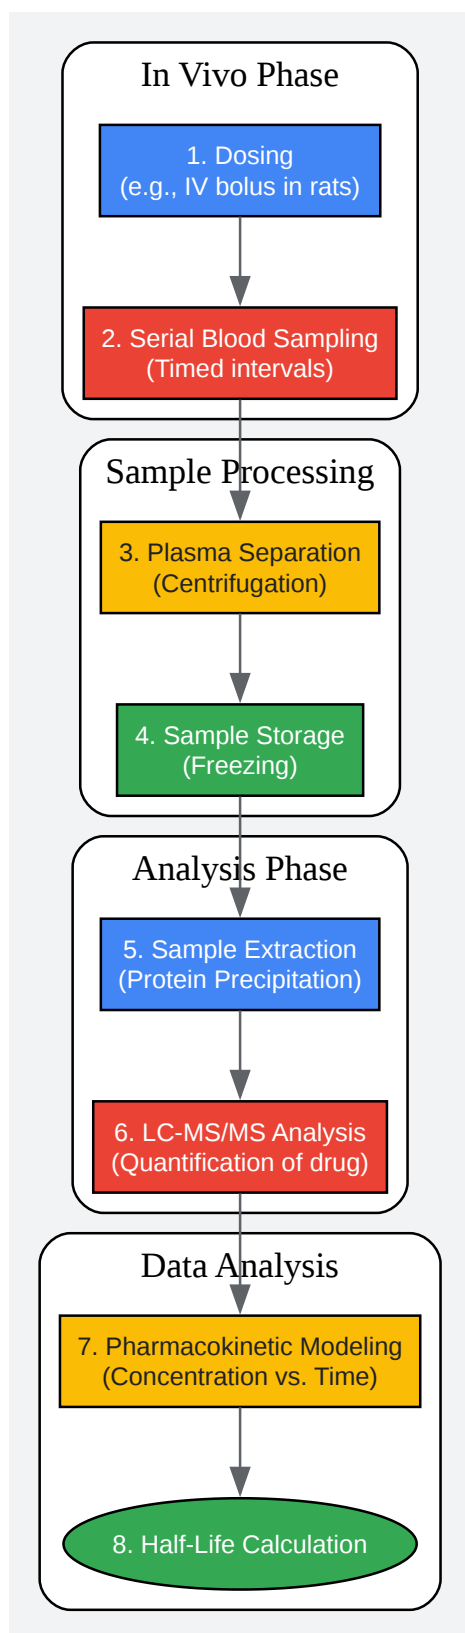 In Vivo Phase
1. Dosing
(e.g., IV bolus in rats)
2. Serial Blood Sampling
(Timed intervals)
Sample Processing
3. Plasma Separation
(Centrifugation)
4. Sample Storage
(Freezing)
Analysis Phase
5. Sample Extraction
(Protein Precipitation)
6. LC-MS/MS Analysis
(Quantification of drug)
Data Analysis
7. Pharmacokinetic Modeling
(Concentration vs. Time)
8. Half-Life Calculation